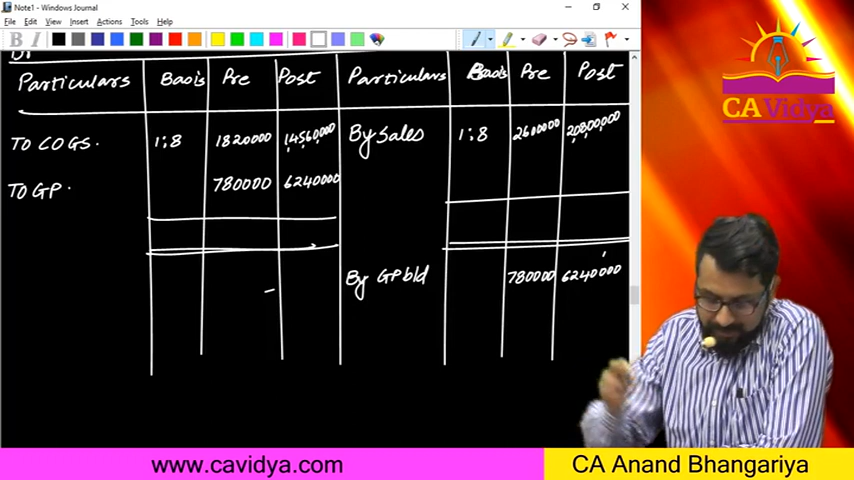 Note1 - Windows Journal
File Edit View Insert Actions Tools Help
B I
Particulars Basis Pre Post Particulars Basis Pre Post
To COGS. 1:8 1820000 14,560,000 By Sales 1:8 2600000 20800000
To GP. 780000 6240000
By GP b/d 780000 6240000
CA Vidya
www.cavidya.com
CA Anand Bhangariya